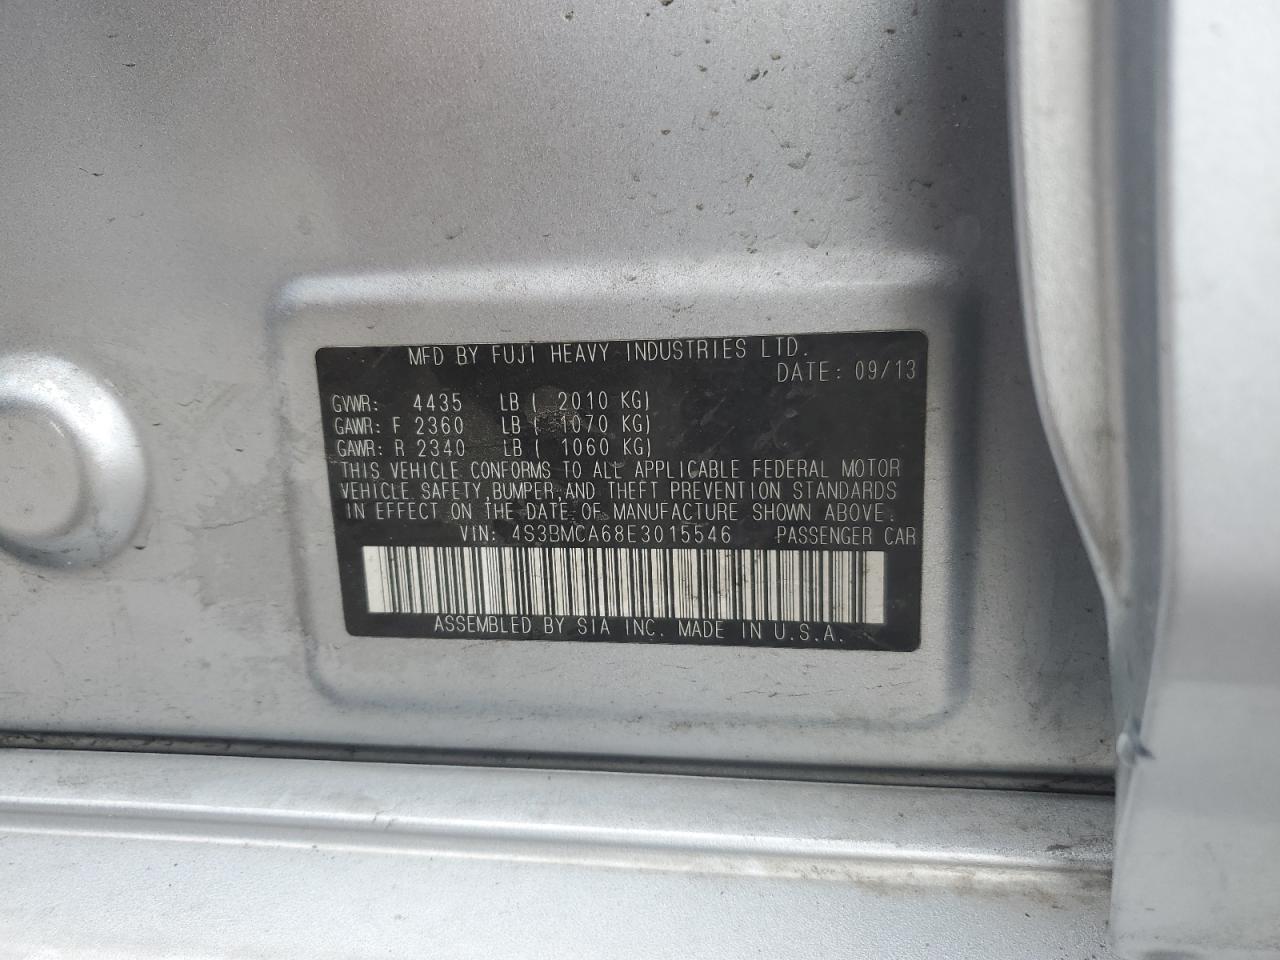 MFD BY FUJI HEAVY INDUSTRIES LTD.
DATE: 09/13
GVWR: 4435 LB ( 2010 KG)
GAWR: F 2360 LB ( 1070 KG)
GAWR: R 2340 LB ( 1060 KG)
THIS VEHICLE CONFORMS TO ALL APPLICABLE FEDERAL MOTOR
VEHICLE SAFETY,BUMPER,AND THEFT PREVENTION STANDARDS
IN EFFECT ON THE DATE OF MANUFACTURE SHOWN ABOVE.
VIN: 4S3BMCA68E3015546 PASSENGER CAR
ASSEMBLED BY SIA INC. MADE IN U.S.A.